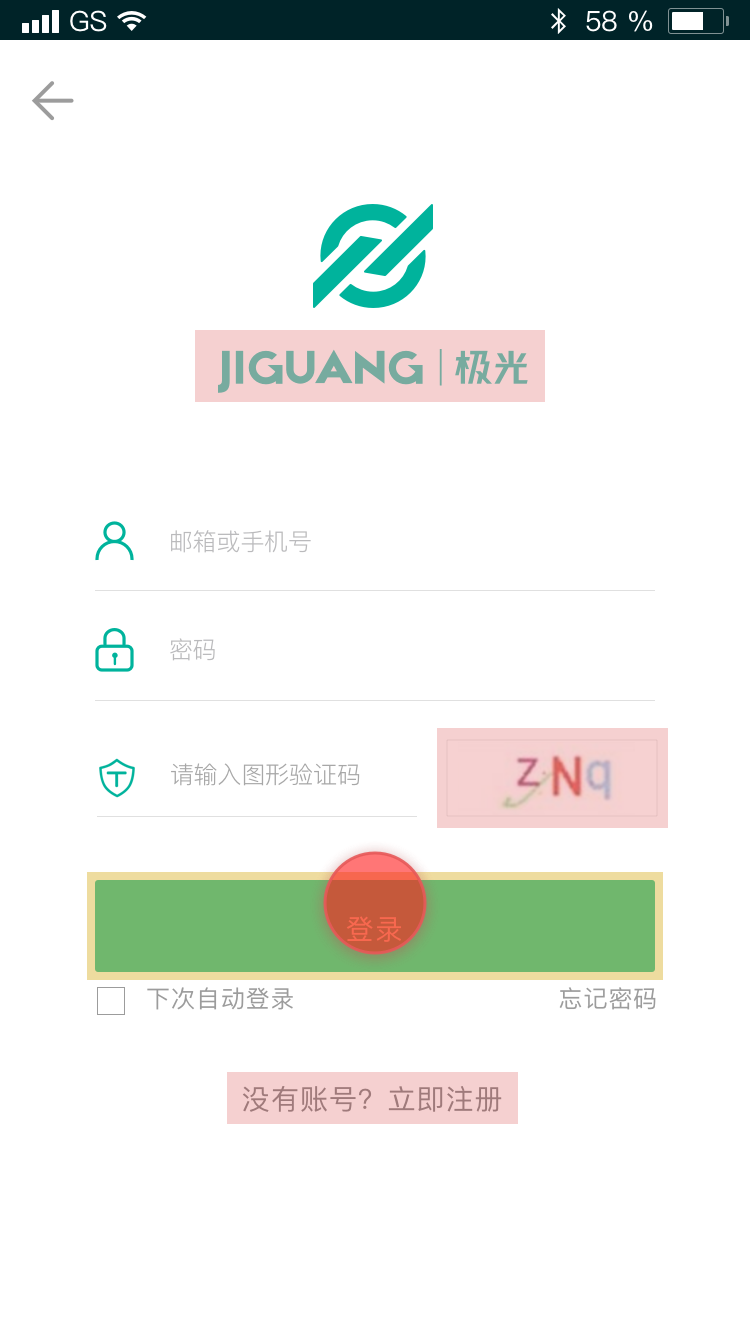 GS 58 %
JIGUANG | 极光
邮箱或手机号
密码
请输入图形验证码 ZNq
登录
下次自动登录 忘记密码
没有账号？立即注册